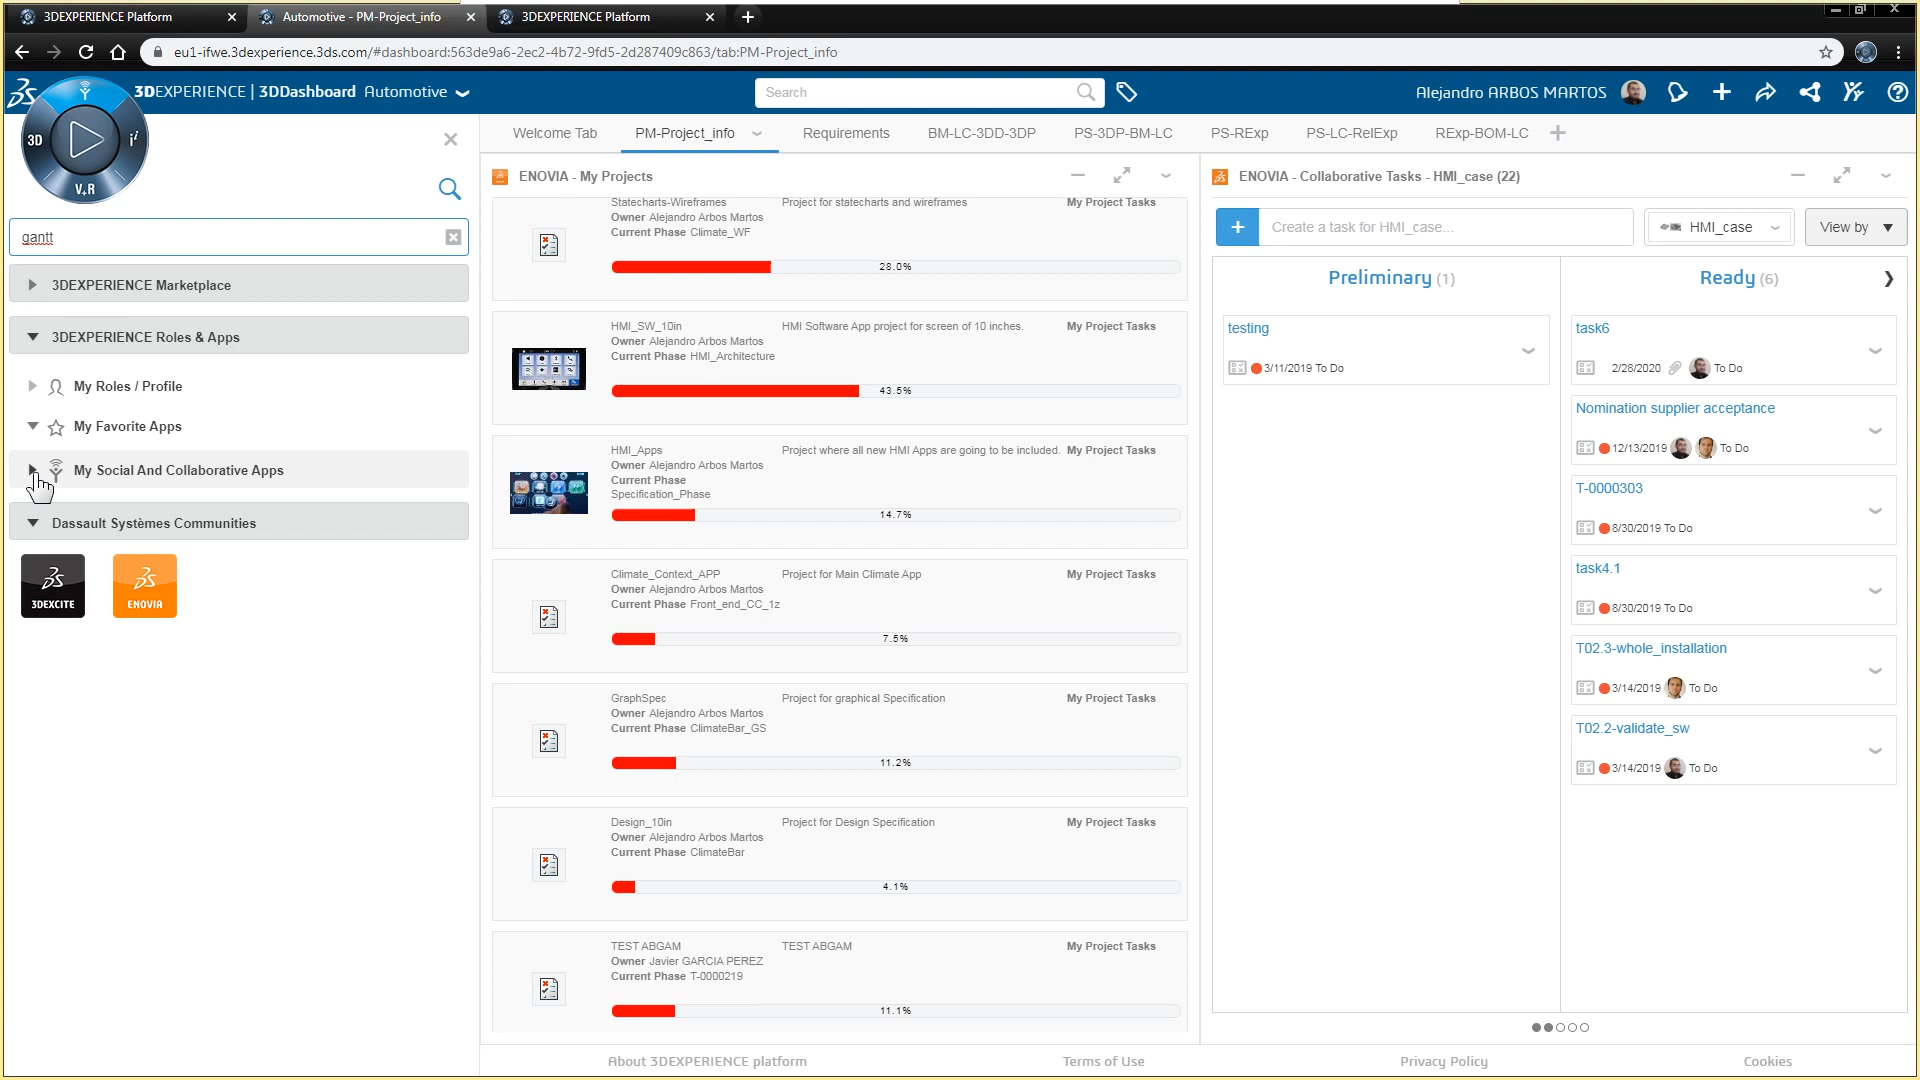 3DEXPERIENCE Platform
Automotive - PM-Project_info
3DEXPERIENCE Platform
eu1-ifwe.3dexperience.3ds.com/#dashboard:563de9a6-2ec2-4b72-9fd5-2d287409c863/tab:PM-Project_info
3DEXPERIENCE | 3DDashboard Automotive
Search
Alejandro ARBOS MARTOS
3D
i²
V,R
gantt
3DEXPERIENCE Marketplace
3DEXPERIENCE Roles & Apps
My Roles / Profile
My Favorite Apps
My Social And Collaborative Apps
Dassault Systèmes Communities
3DEXCITE
ENOVIA
Welcome Tab
PM-Project_info
Requirements
BM-LC-3DD-3DP
PS-3DP-BM-LC
PS-RExp
PS-LC-RelExp
RExp-BOM-LC
ENOVIA - My Projects
Statecharts-Wireframes Project for statecharts and wireframes My Project Tasks
Owner Alejandro Arbos Martos
Current Phase Climate_WF
28.0%
HMI_SW_10in HMI Software App project for screen of 10 inches. My Project Tasks
Owner Alejandro Arbos Martos
Current Phase HMI_Architecture
43.5%
HMI_Apps Project where all new HMI Apps are going to be included. My Project Tasks
Owner Alejandro Arbos Martos
Current Phase
Specification_Phase
14.7%
Climate_Context_APP Project for Main Climate App My Project Tasks
Owner Alejandro Arbos Martos
Current Phase Front_end_CC_1z
7.5%
GraphSpec Project for graphical Specification My Project Tasks
Owner Alejandro Arbos Martos
Current Phase ClimateBar_GS
11.2%
Design_10in Project for Design Specification My Project Tasks
Owner Alejandro Arbos Martos
Current Phase ClimateBar
4.1%
TEST ABGAM TEST ABGAM My Project Tasks
Owner Javier GARCIA PEREZ
Current Phase T-0000219
11.1%
ENOVIA - Collaborative Tasks - HMI_case (22)
Create a task for HMI_case...
HMI_case
View by
Preliminary (1)
testing
3/11/2019 To Do
Ready (6)
task6
2/28/2020 To Do
Nomination supplier acceptance
12/13/2019 To Do
T-0000303
8/30/2019 To Do
task4.1
8/30/2019 To Do
T02.3-whole_installation
3/14/2019 To Do
T02.2-validate_sw
3/14/2019 To Do
About 3DEXPERIENCE platform
Terms of Use
Privacy Policy
Cookies